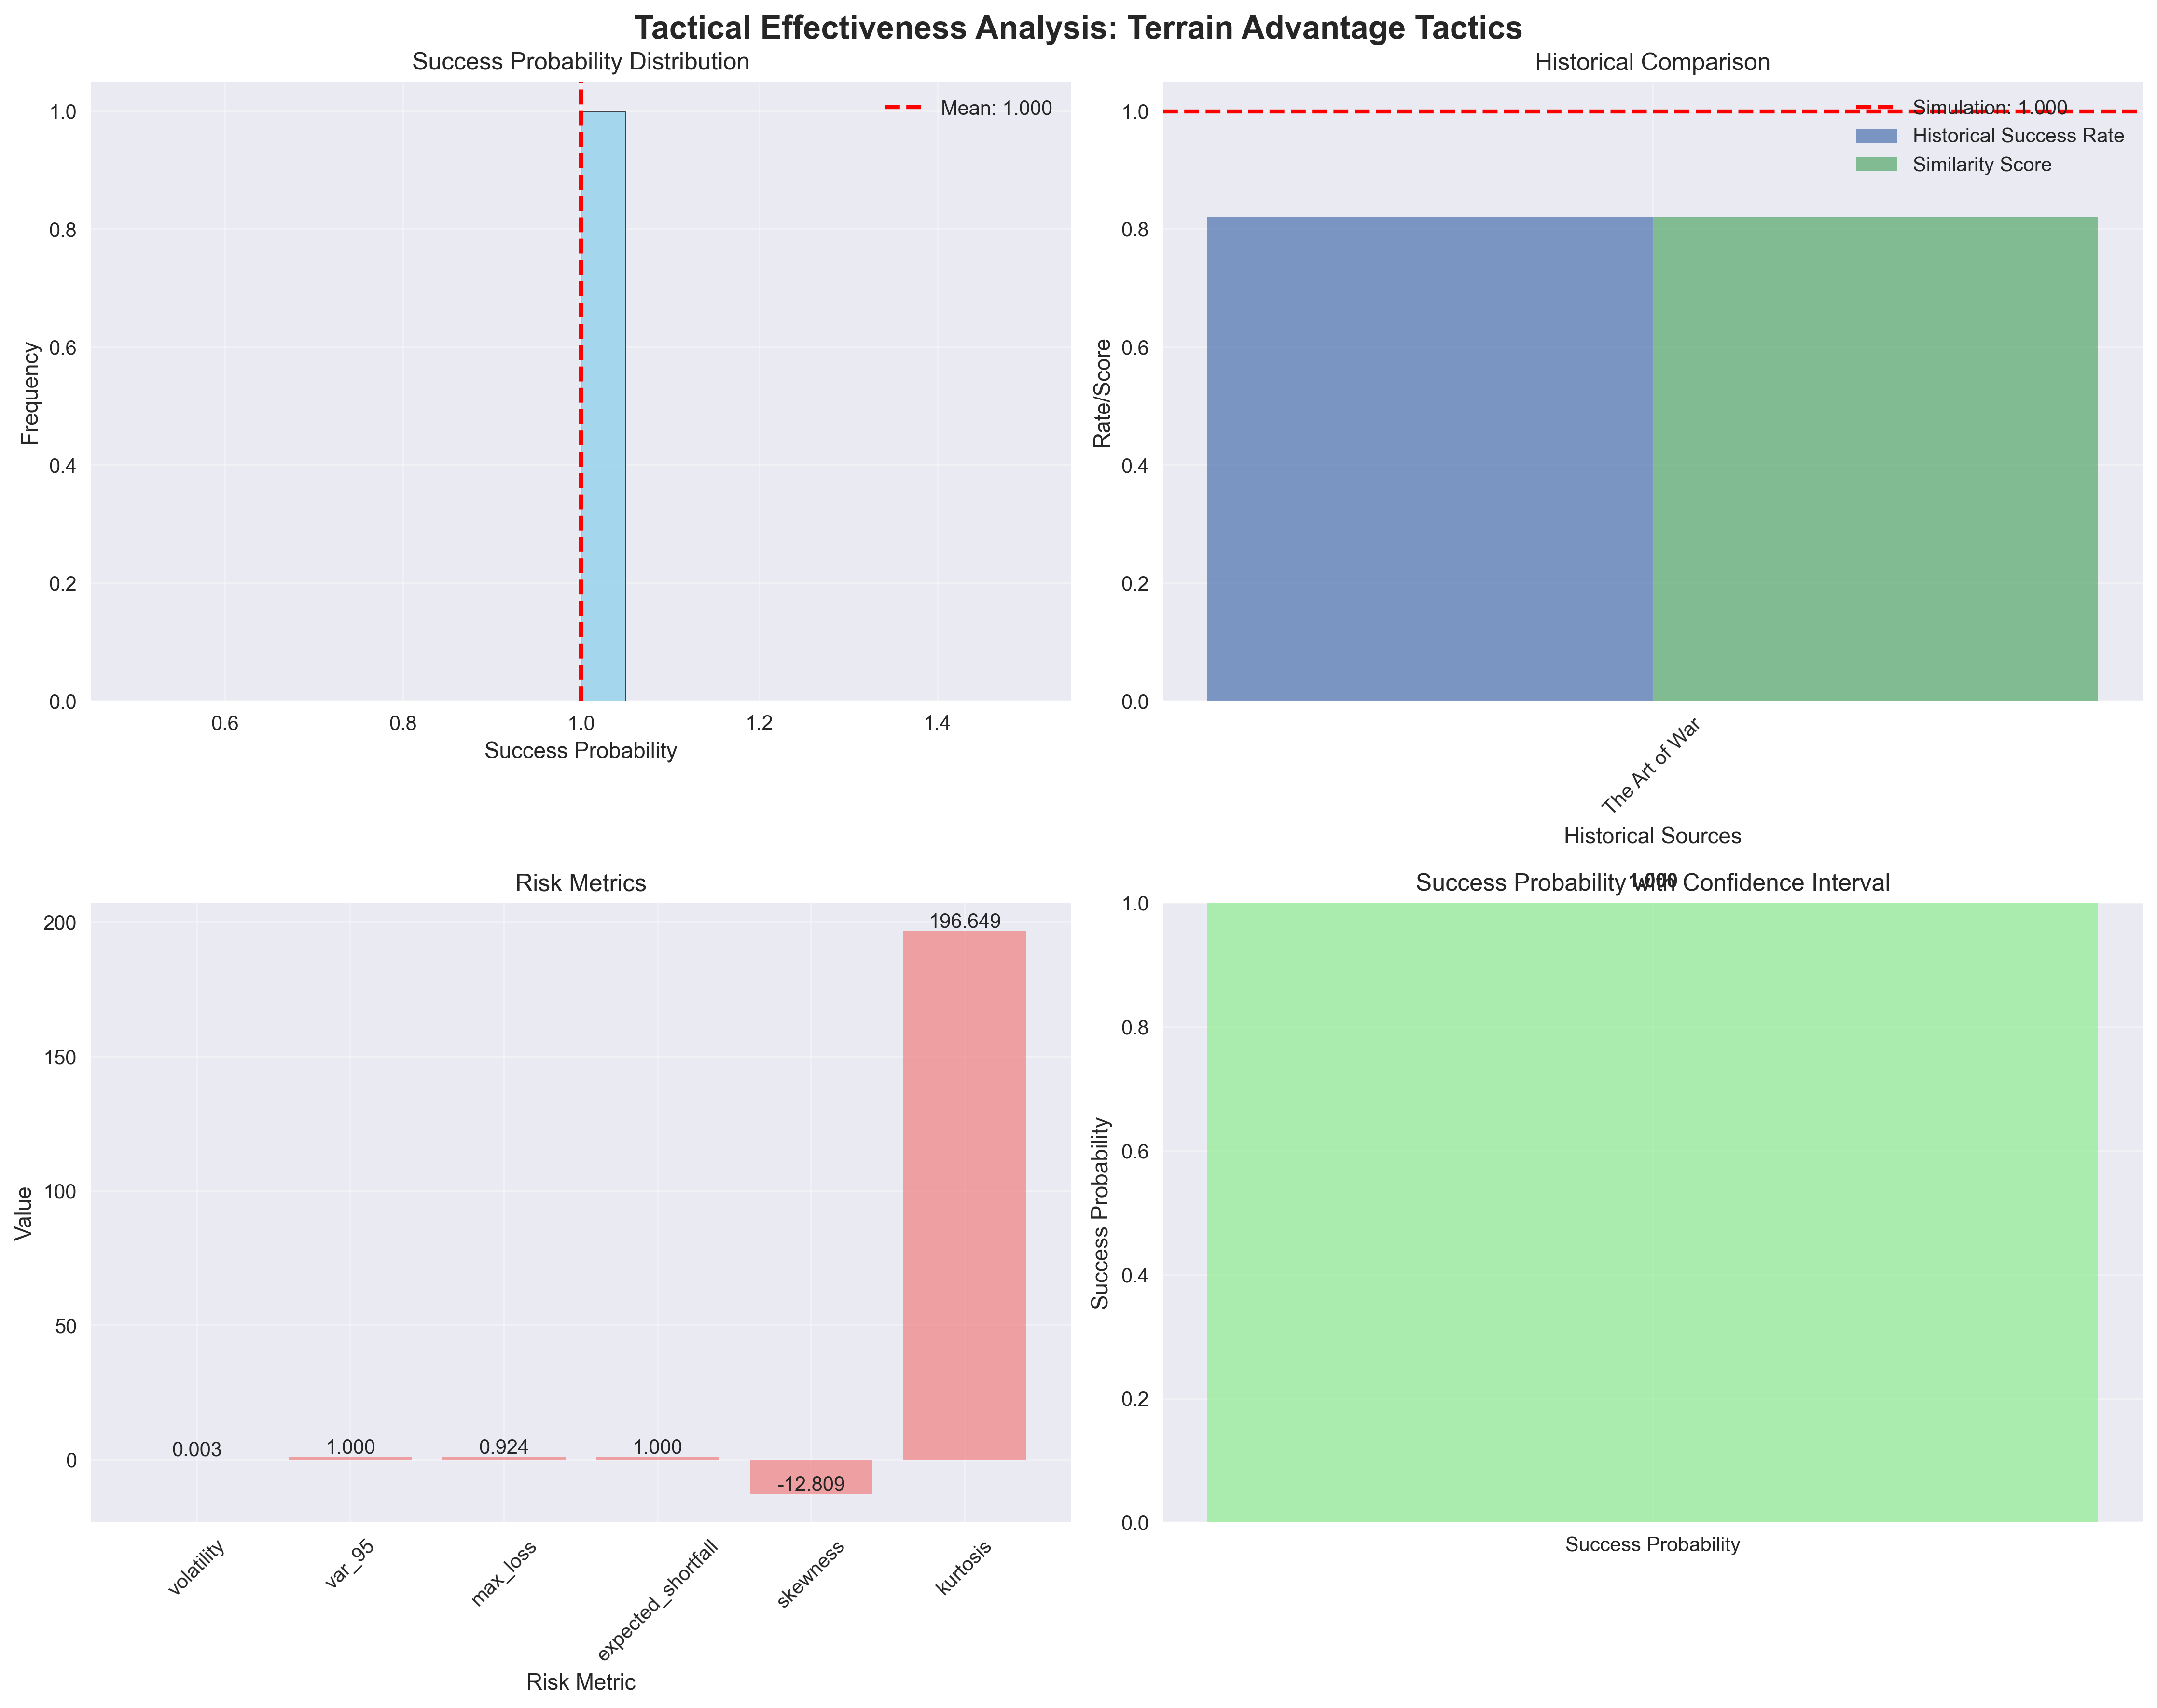 Tactical Effectiveness Analysis: Terrain Advantage Tactics
Success Probability Distribution
Mean: 1.000
Frequency
1.0
0.8
0.6
0.4
0.2
0.0
0.6
0.8
1.0
1.2
1.4
Success Probability
Historical Comparison
Simulation: 1.000
Historical Success Rate
Similarity Score
Rate/Score
1.0
0.8
0.6
0.4
0.2
0.0
The Art of War
Historical Sources
Risk Metrics
Value
200
150
100
50
0
0.003
1.000
0.924
1.000
-12.809
196.649
volatility
var_95
max_loss
expected_shortfall
skewness
kurtosis
Risk Metric
Success Probability with Confidence Interval
Success Probability
1.0
0.8
0.6
0.4
0.2
0.0
Success Probability